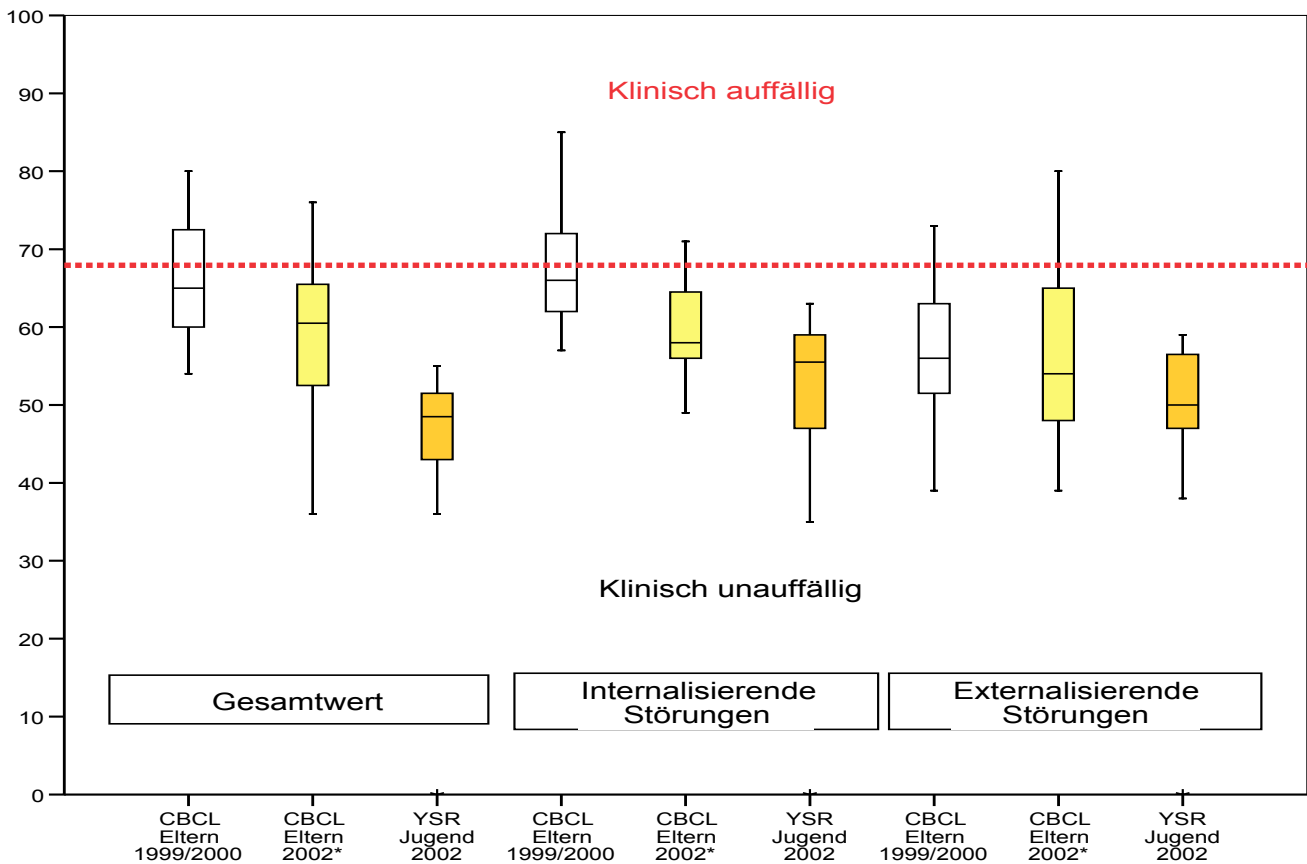 100
90
80
70
60
50
40
30
20
10
0
Klinisch auffällig
Klinisch unauffällig
Gesamtwert
Internalisierende
Störungen
Externalisierende
Störungen
CBCL
Eltern
1999/2000
CBCL
Eltern
2002*
YSR
Jugend
2002
CBCL
Eltern
1999/2000
CBCL
Eltern
2002*
YSR
Jugend
2002
CBCL
Eltern
1999/2000
CBCL
Eltern
2002*
YSR
Jugend
2002